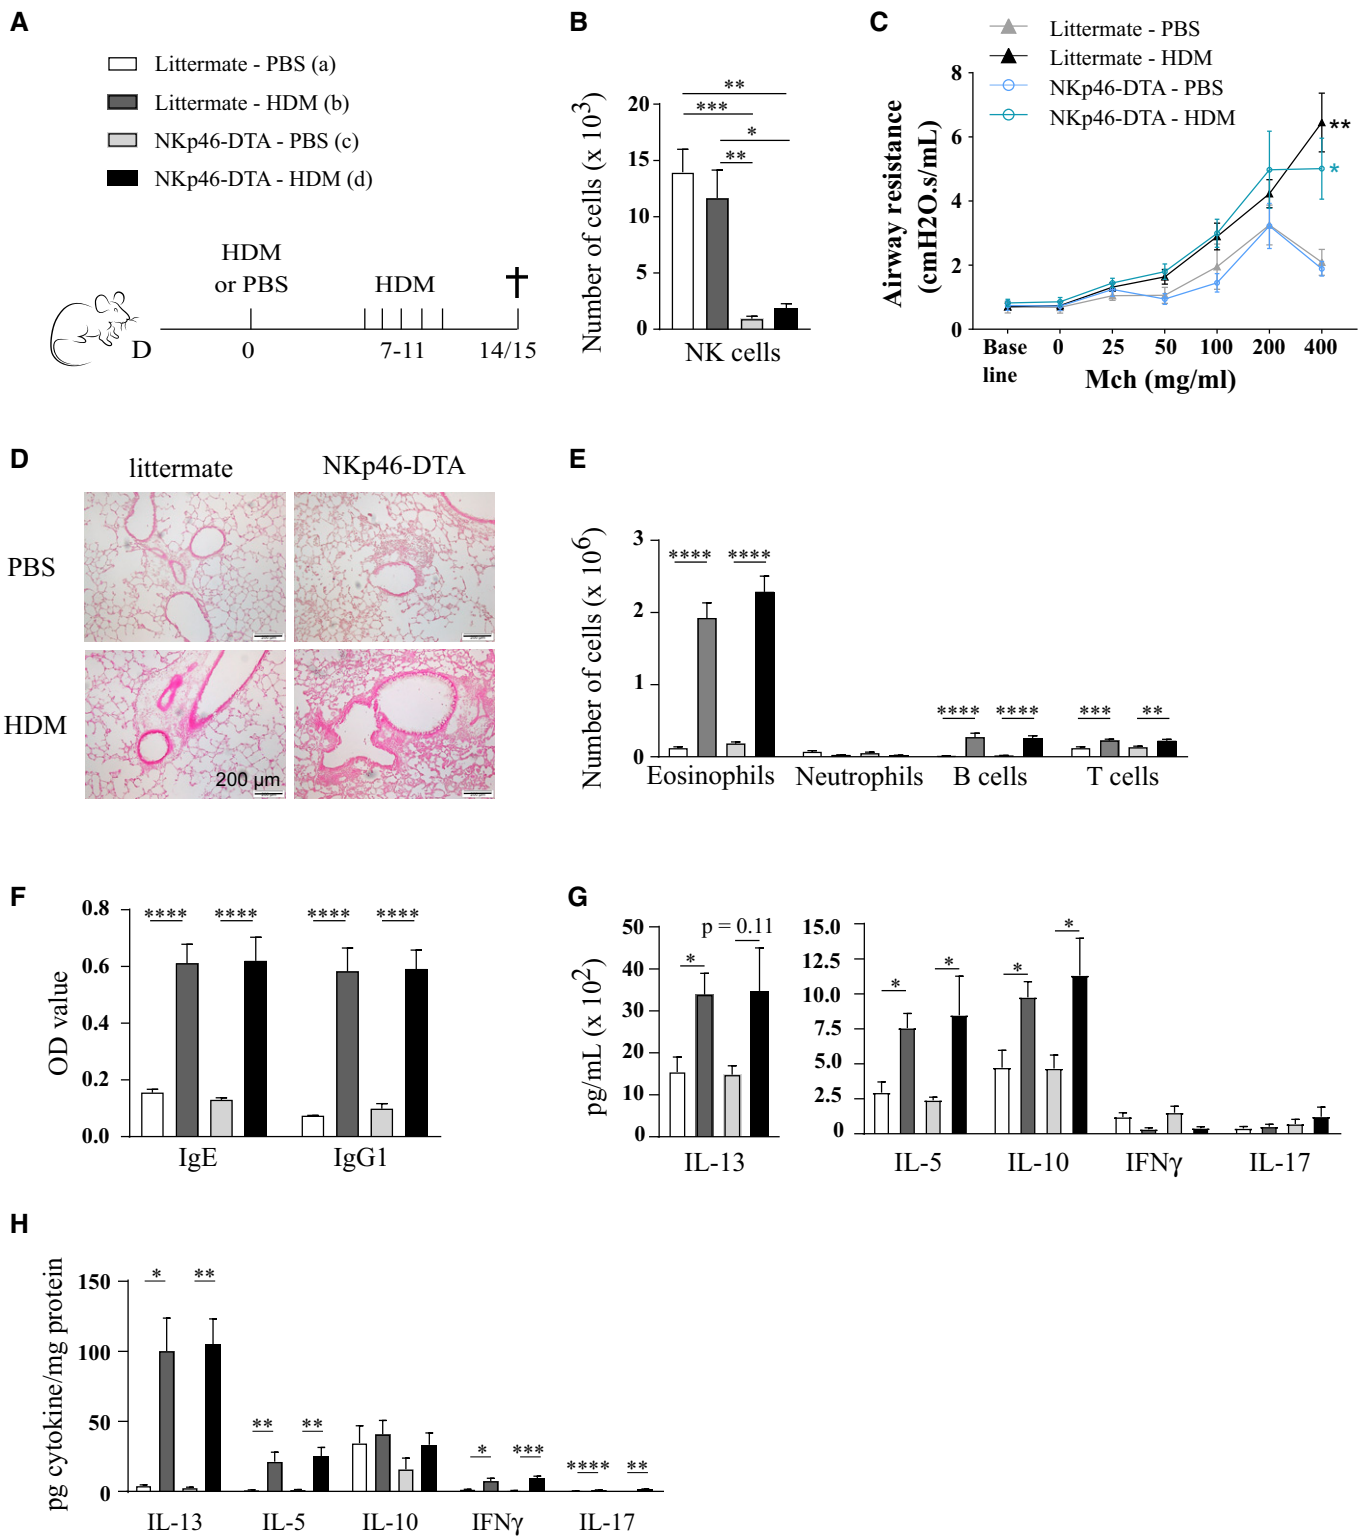 A
Littermate - PBS (a)
Littermate - HDM (b)
NKp46-DTA - PBS (c)
NKp46-DTA - HDM (d)
HDM
or PBS
HDM
D
0
7-11
14/15
B
Number of cells (x 10³)
20
15
10
5
0
**
***
*
**
NK cells
C
Littermate - PBS
Littermate - HDM
NKp46-DTA - PBS
NKp46-DTA - HDM
Airway resistance
(cmH2O.s/mL)
8
6
4
2
0
**
*
Base
line
0
25
50
100
200
400
Mch (mg/ml)
D
littermate
NKp46-DTA
PBS
HDM
200 µm
E
Number of cells (x 10⁶)
3
2
1
0
**** ****
**** ****
*** **
Eosinophils
Neutrophils
B cells
T cells
F
OD value
0.8
0.6
0.4
0.2
0.0
**** **** **** ****
IgE
IgG1
G
pg/mL (x 10²)
50
40
30
20
10
0
*
p = 0.11
IL-13
15.0
12.5
10.0
7.5
5.0
2.5
0
* * * *
IL-5
IL-10
IFNγ
IL-17
H
pg cytokine/mg protein
150
100
50
0
* **
** **
* ***
**** **
IL-13
IL-5
IL-10
IFNγ
IL-17